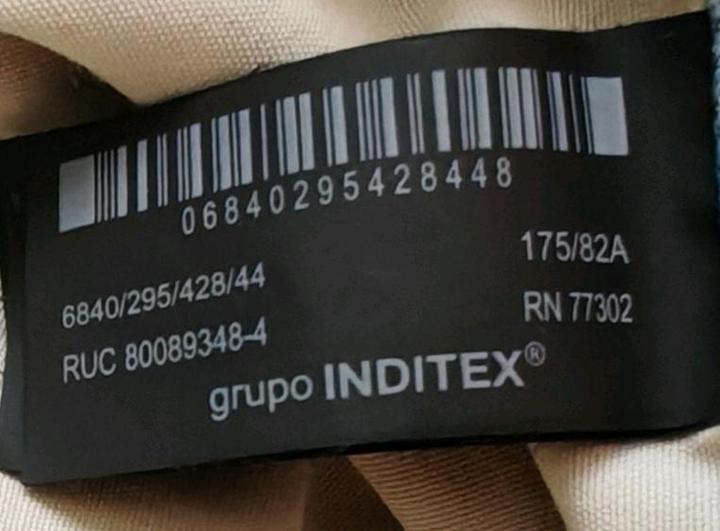 06840295428448
6840/295/428/44
175/82A
RUC 80089348-4
RN 77302
grupo INDITEX®